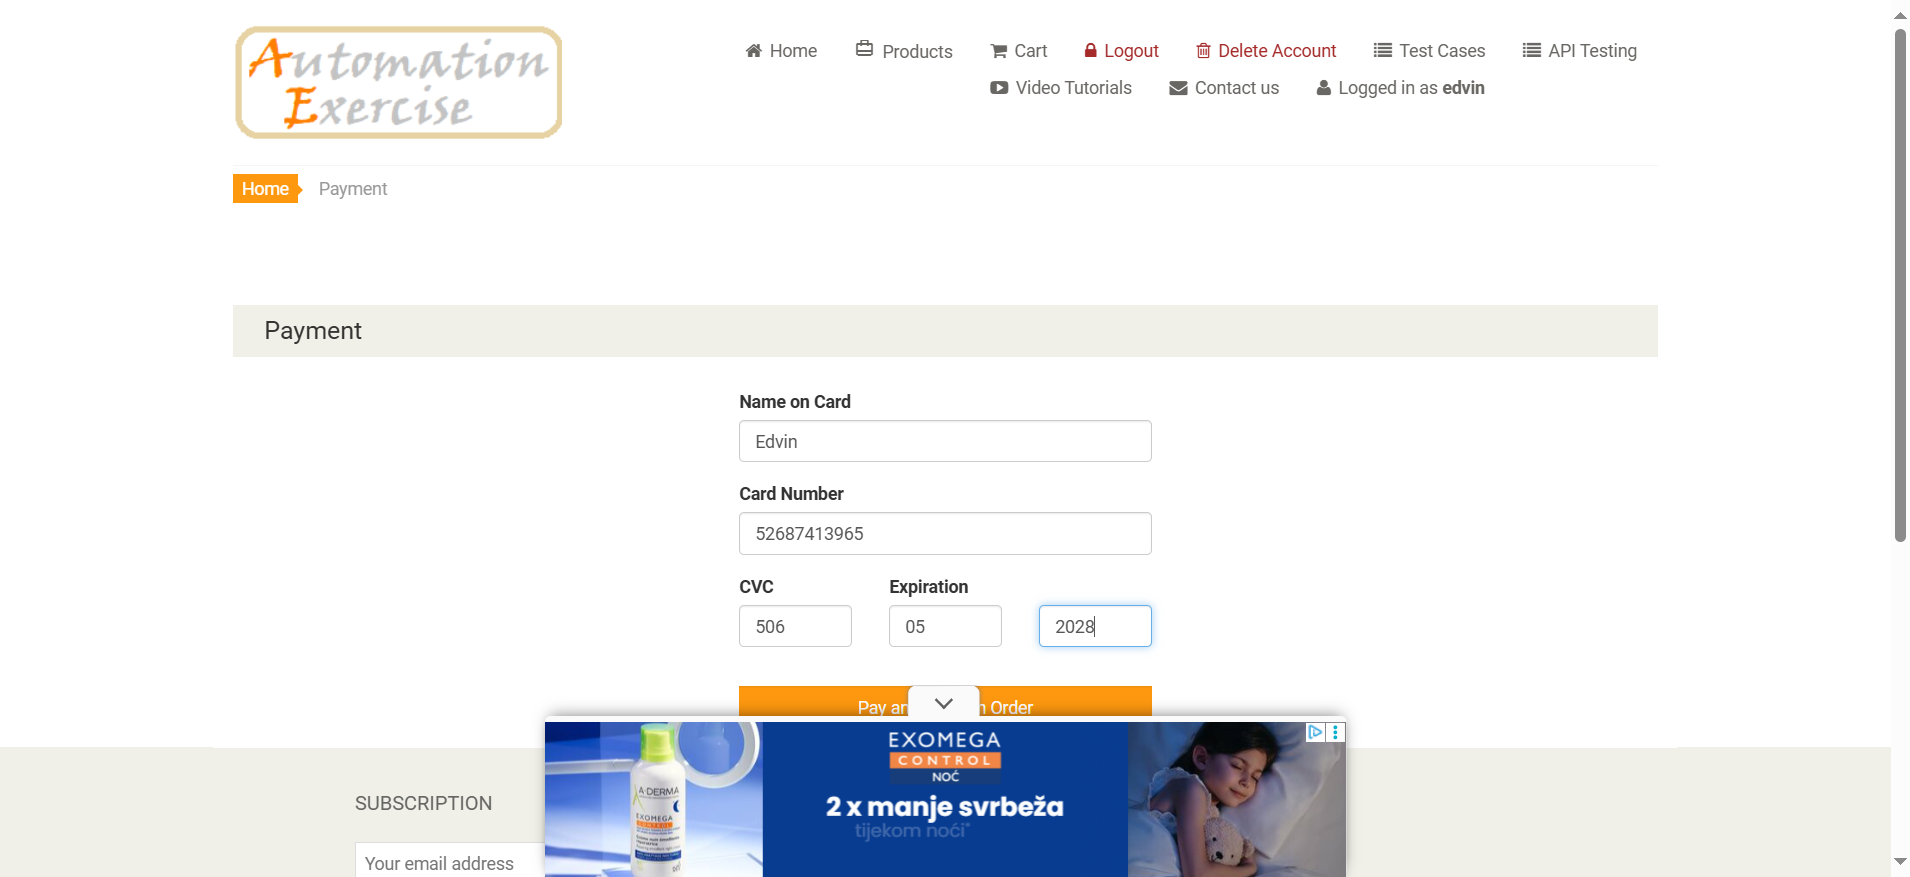 Automation
Exercise
Home
Products
Cart
Logout
Delete Account
Test Cases
API Testing
Video Tutorials
Contact us
Logged in as edvin
Home
Payment
Payment
Name on Card
Edvin
Card Number
52687413965
CVC
Expiration
506
05
2028
Pay
Order
EXOMEGA
CONTROL
NOĆ
2 x manje svrbeža
tijekom noći*
A-DERMA
EXOMEGA
CONTROL
SUBSCRIPTION
Your email address